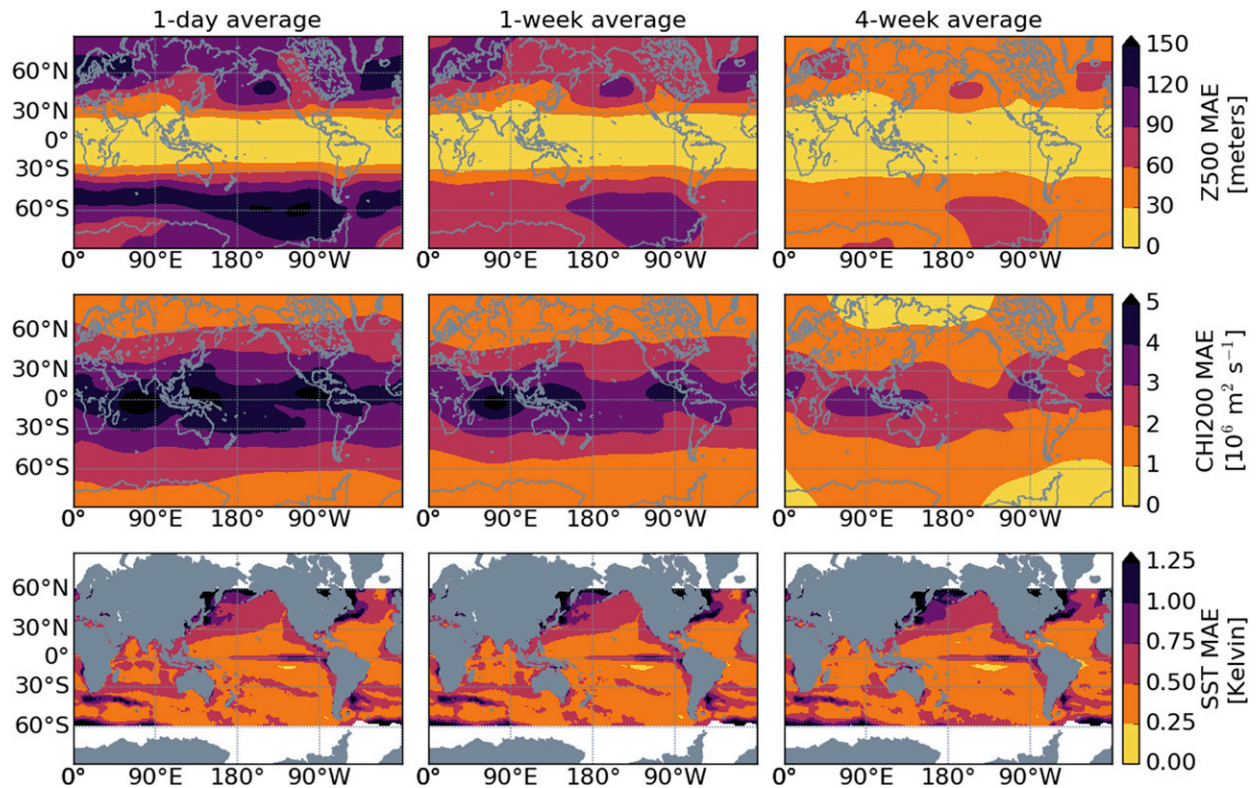 1-day average 1-week average 4-week average
60°N
30°N
0°
30°S
60°S
0° 90°E 180° 90°W 0° 90°E 180° 90°W 0° 90°E 180° 90°W
150
120
90
60
30
0
Z500 MAE
[meters]
60°N
30°N
0°
30°S
60°S
0° 90°E 180° 90°W 0° 90°E 180° 90°W 0° 90°E 180° 90°W
5
4
3
2
1
0
CHI200 MAE
[10⁶ m² s⁻¹]
60°N
30°N
0°
30°S
60°S
0° 90°E 180° 90°W 0° 90°E 180° 90°W 0° 90°E 180° 90°W
1.25
1.00
0.75
0.50
0.25
0.00
SST MAE
[Kelvin]